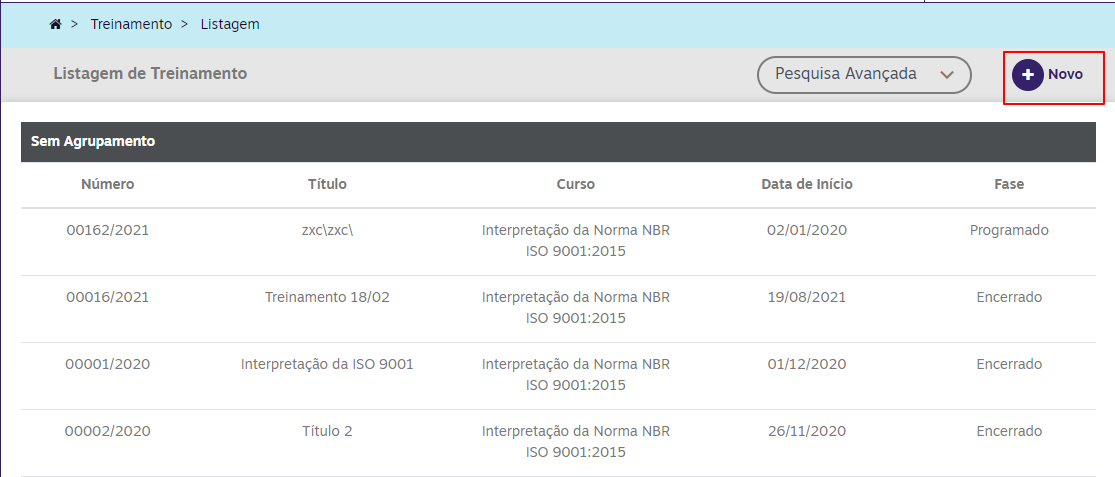 > Treinamento > Listagem
Listagem de Treinamento
Pesquisa Avançada
Novo
Sem Agrupamento
Número Título Curso Data de Início Fase
00162/2021 zxc\zxc\ Interpretação da Norma NBR 02/01/2020 Programado
ISO 9001:2015
00016/2021 Treinamento 18/02 Interpretação da Norma NBR 19/08/2021 Encerrado
ISO 9001:2015
00001/2020 Interpretação da ISO 9001 Interpretação da Norma NBR 01/12/2020 Encerrado
ISO 9001:2015
00002/2020 Título 2 Interpretação da Norma NBR 26/11/2020 Encerrado
ISO 9001:2015